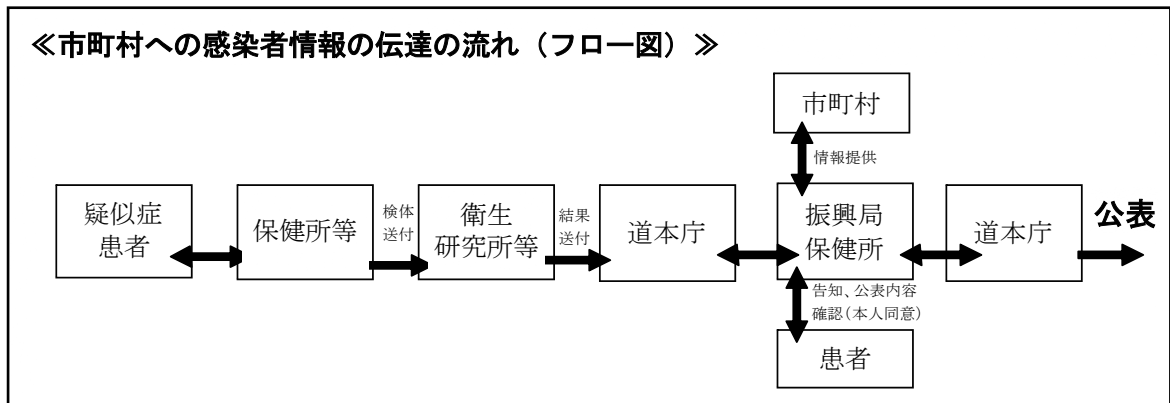 ≪市町村への感染者情報の伝達の流れ（フロー図）≫
市町村
情報提供
疑似症
患者
保健所等
検体
送付
衛生
研究所等
結果
送付
道本庁
振興局
保健所
道本庁
公表
告知、公表内容
確認（本人同意）
患者